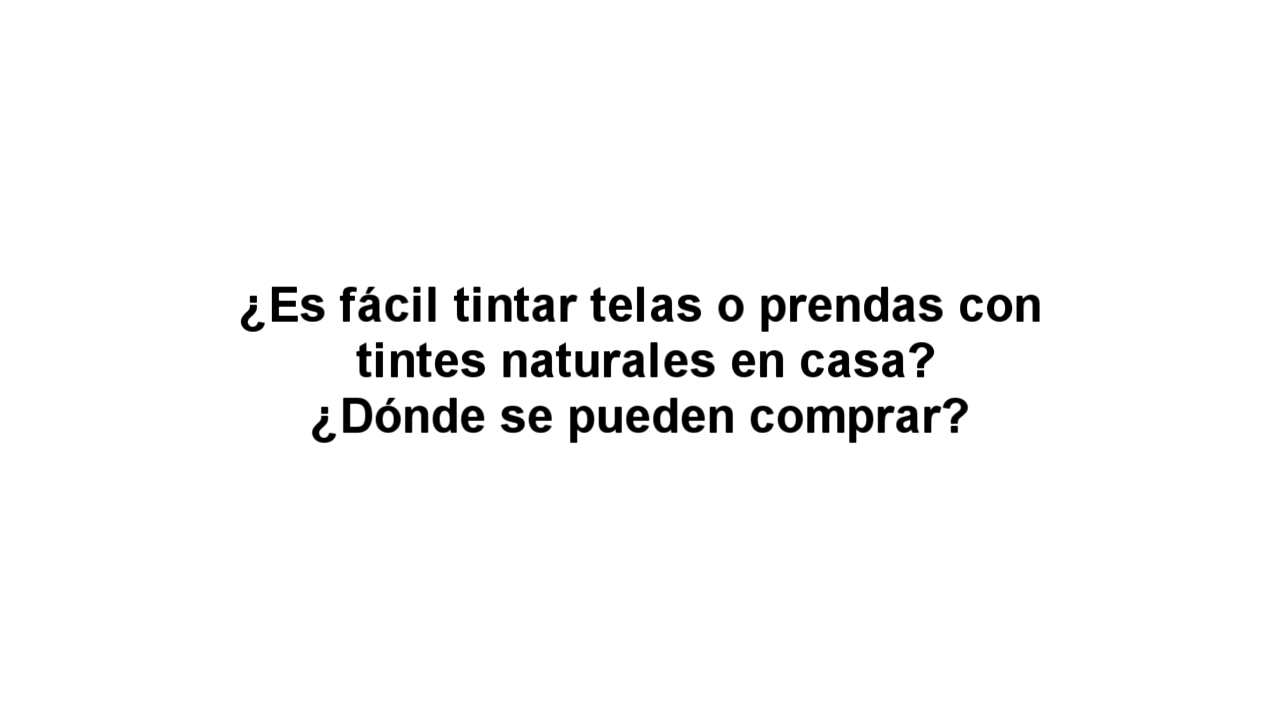 ¿Es fácil tintar telas o prendas con
tintes naturales en casa?
¿Dónde se pueden comprar?